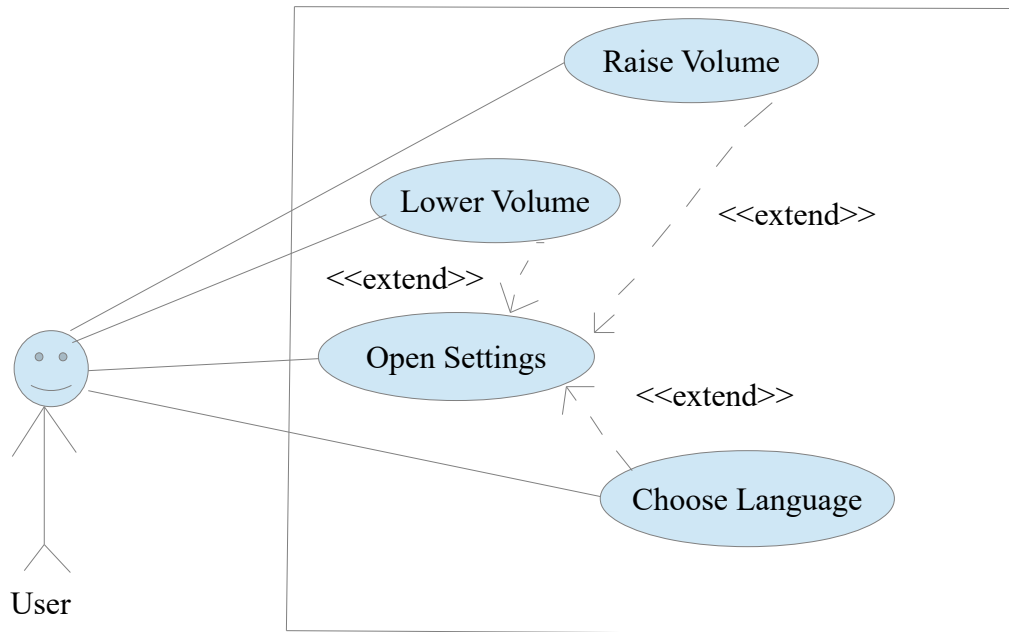 Raise Volume
Lower Volume
<<extend>>
<<extend>>
Open Settings
<<extend>>
Choose Language
User